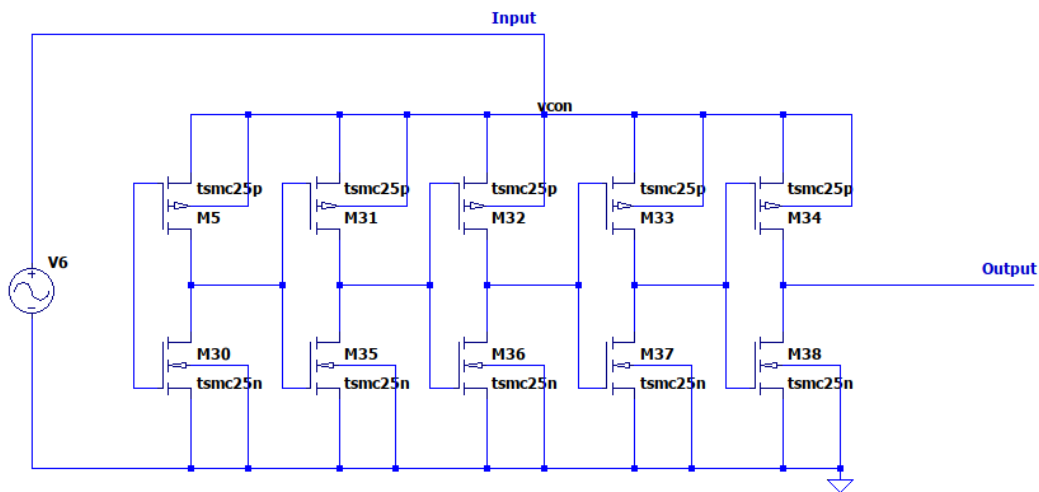 Input
vcon
tsmc25p
tsmc25p
tsmc25p
tsmc25p
tsmc25p
M5
M31
M32
M33
M34
V6
+
−
Output
M30
M35
M36
M37
M38
tsmc25n
tsmc25n
tsmc25n
tsmc25n
tsmc25n